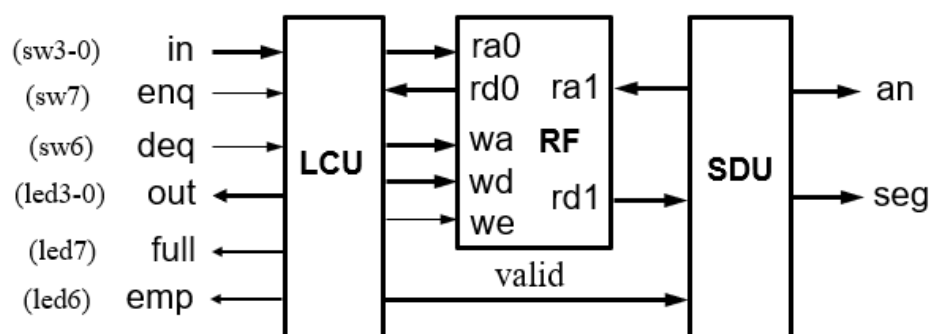 (sw3-0) in
(sw7) enq
(sw6) deq
(led3-0) out
(led7) full
(led6) emp
LCU
ra0
rd0
wa
wd
we
RF
ra1
rd1
valid
SDU
an
seg